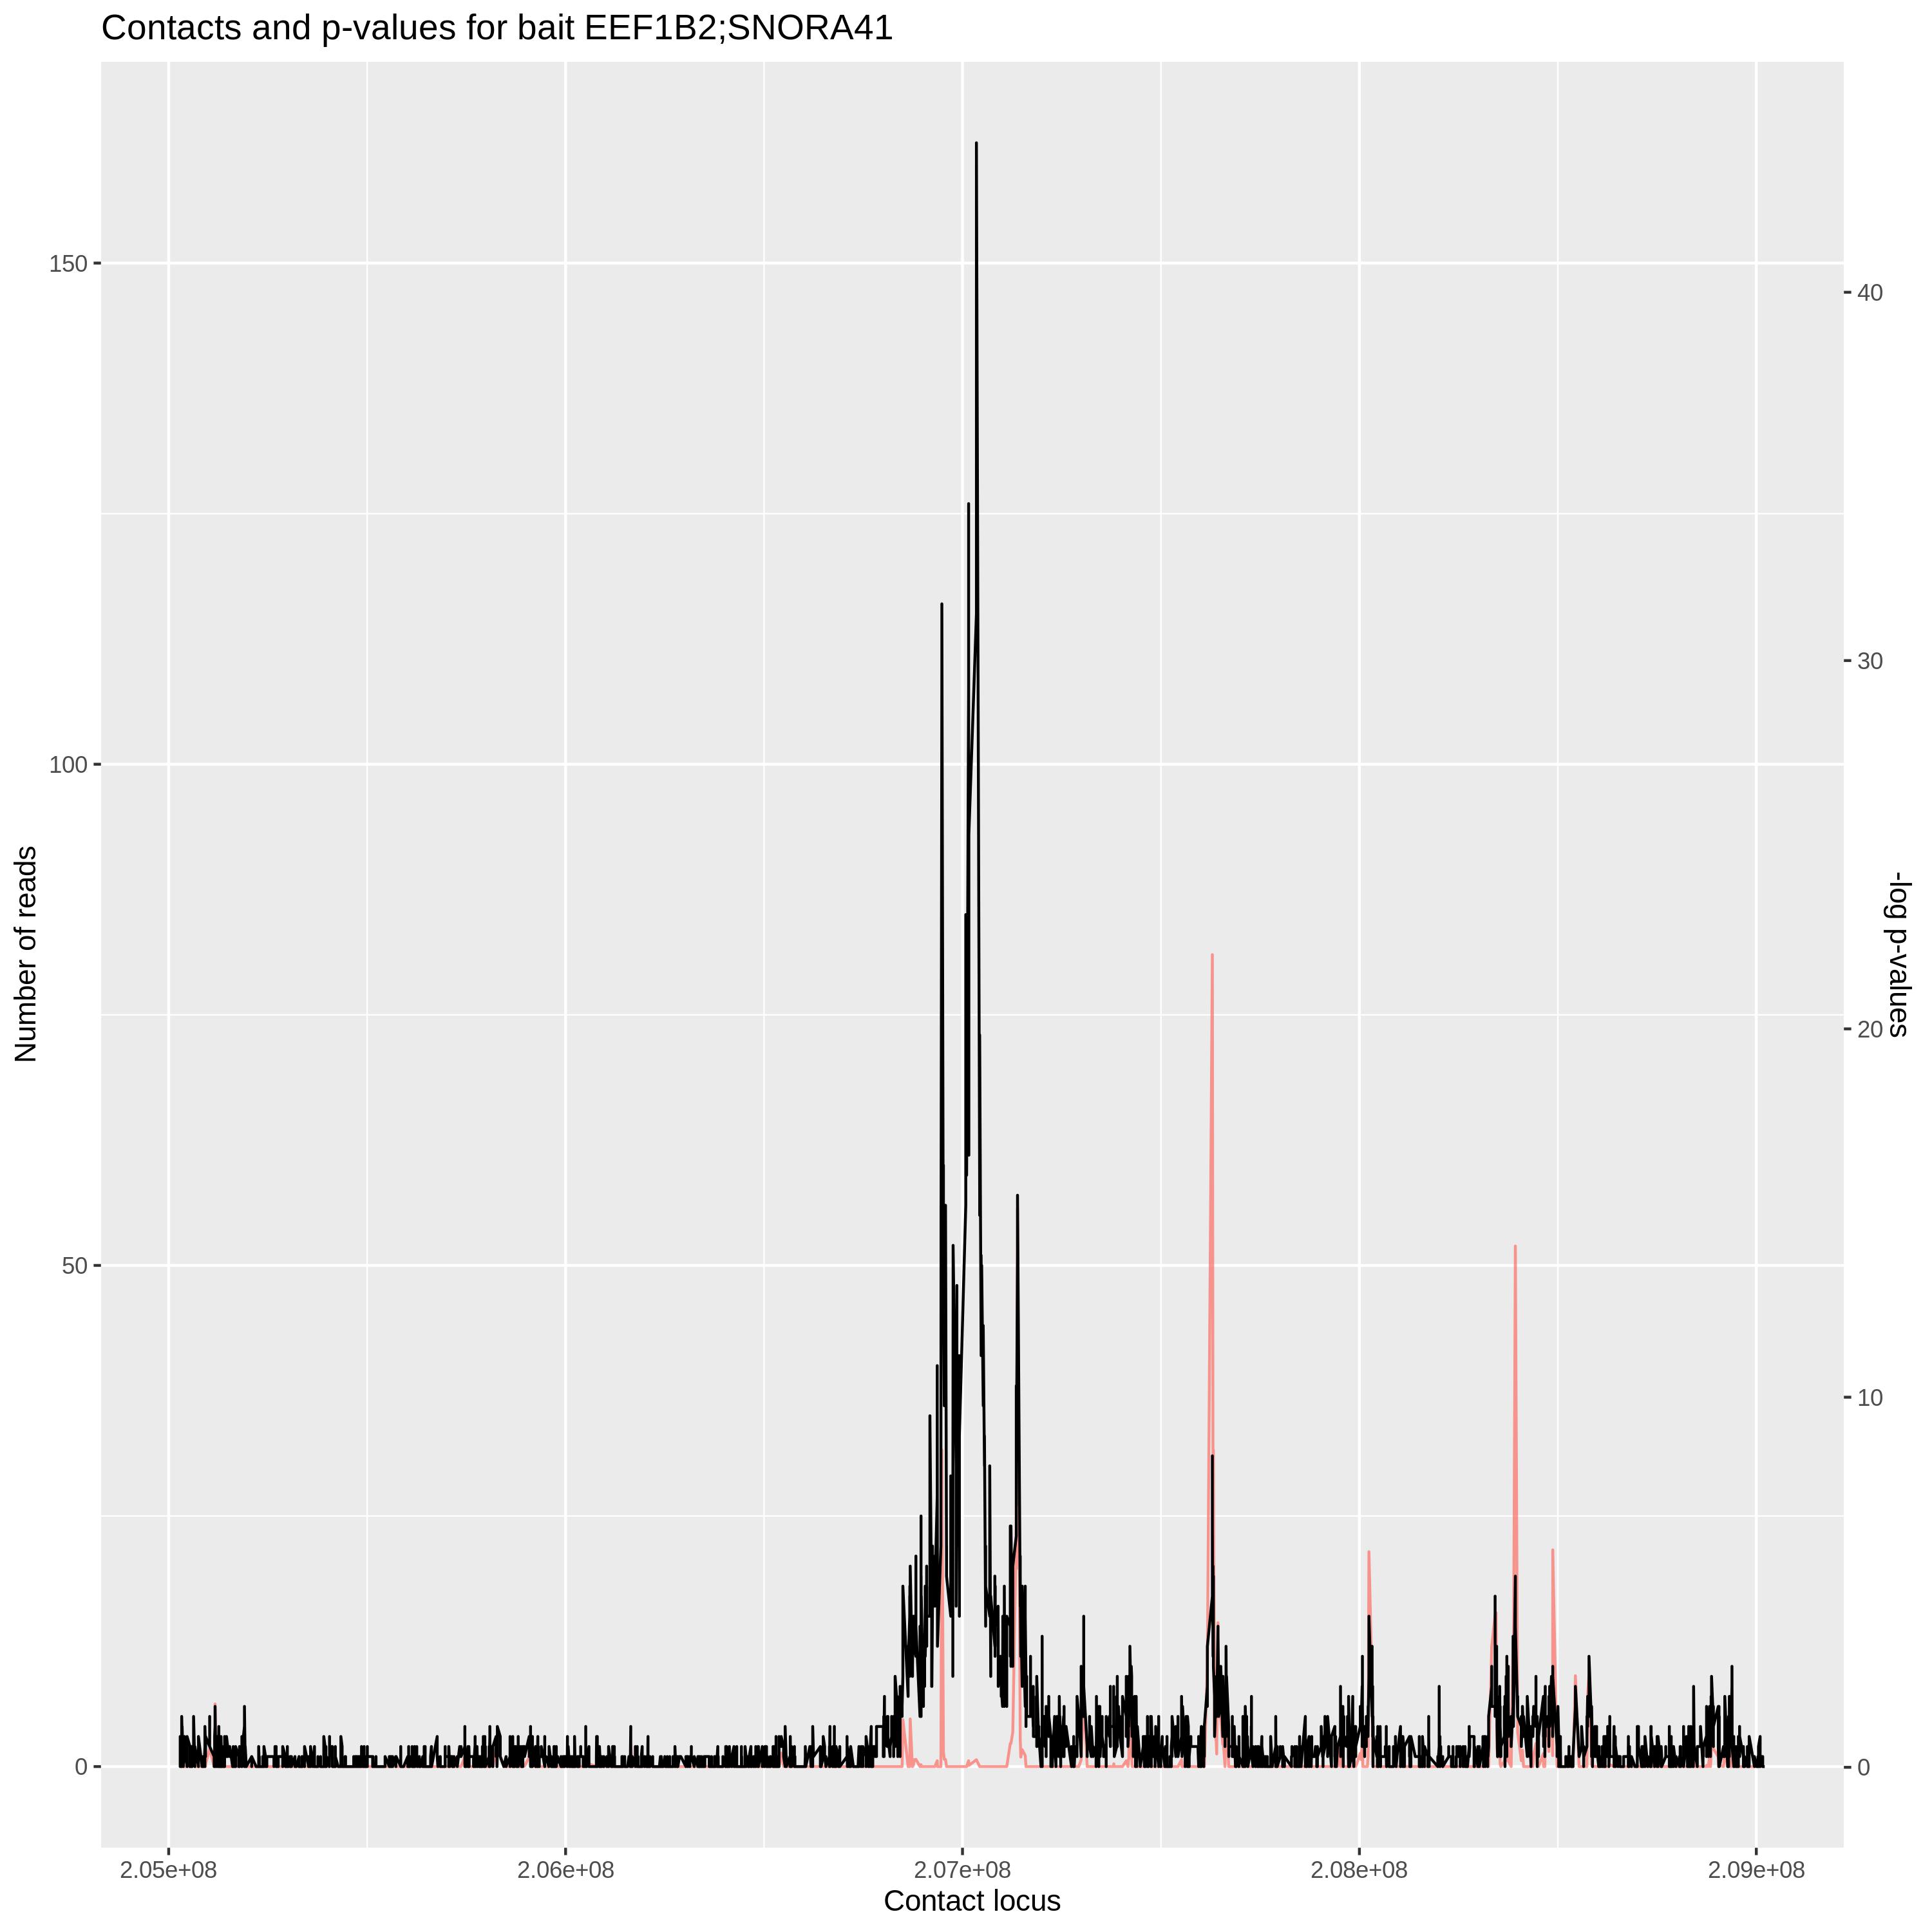 Contacts and p-values for bait EEF1B2;SNORA41
150
100
50
0
Number of reads
40
30
20
10
0
-log p-values
2.05e+08 2.06e+08 2.07e+08 2.08e+08 2.09e+08
Contact locus